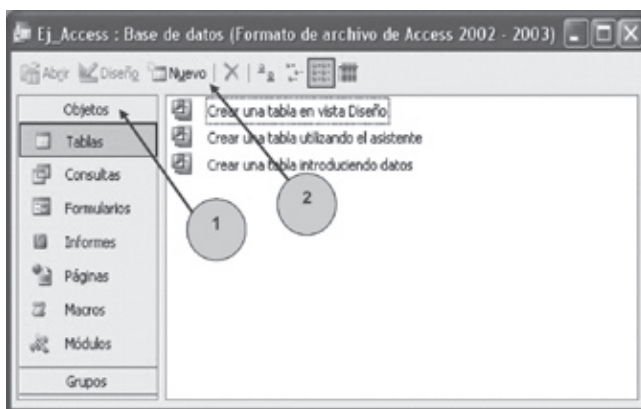 Ej_Access : Base de datos (Formato de archivo de Access 2002 - 2003)
Abrir Diseño Nuevo
Objetos
Tablas
Consultas
Formularios
Informes
Páginas
Macros
Módulos
Grupos
Crear una tabla en vista Diseño
Crear una tabla utilizando el asistente
Crear una tabla introduciendo datos
1
2